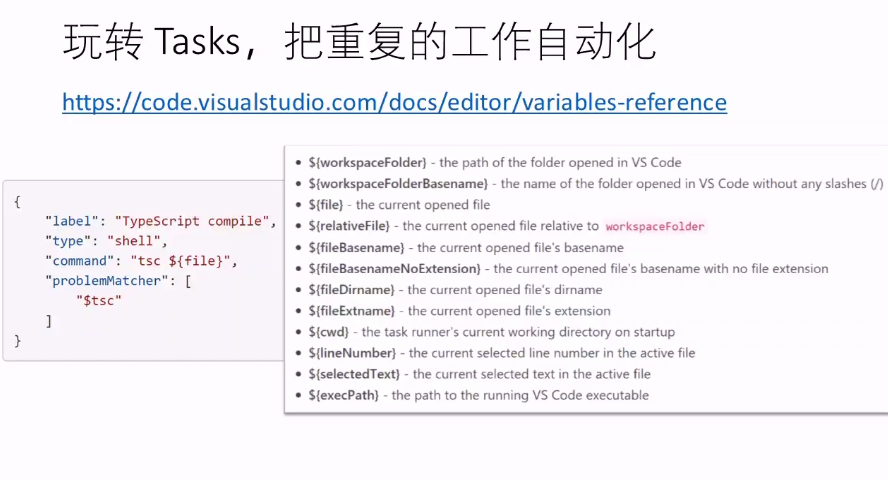 玩转 Tasks，把重复的工作自动化
https://code.visualstudio.com/docs/editor/variables-reference
{
"label": "TypeScript compile",
"type": "shell",
"command": "tsc ${file}",
"problemMatcher": [
"$tsc"
]
}
• ${workspaceFolder} - the path of the folder opened in VS Code
• ${workspaceFolderBasename} - the name of the folder opened in VS Code without any slashes (/)
• ${file} - the current opened file
• ${relativeFile} - the current opened file relative to workspaceFolder
• ${fileBasename} - the current opened file's basename
• ${fileBasenameNoExtension} - the current opened file's basename with no file extension
• ${fileDirname} - the current opened file's dirname
• ${fileExtname} - the current opened file's extension
• ${cwd} - the task runner's current working directory on startup
• ${lineNumber} - the current selected line number in the active file
• ${selectedText} - the current selected text in the active file
• ${execPath} - the path to the running VS Code executable